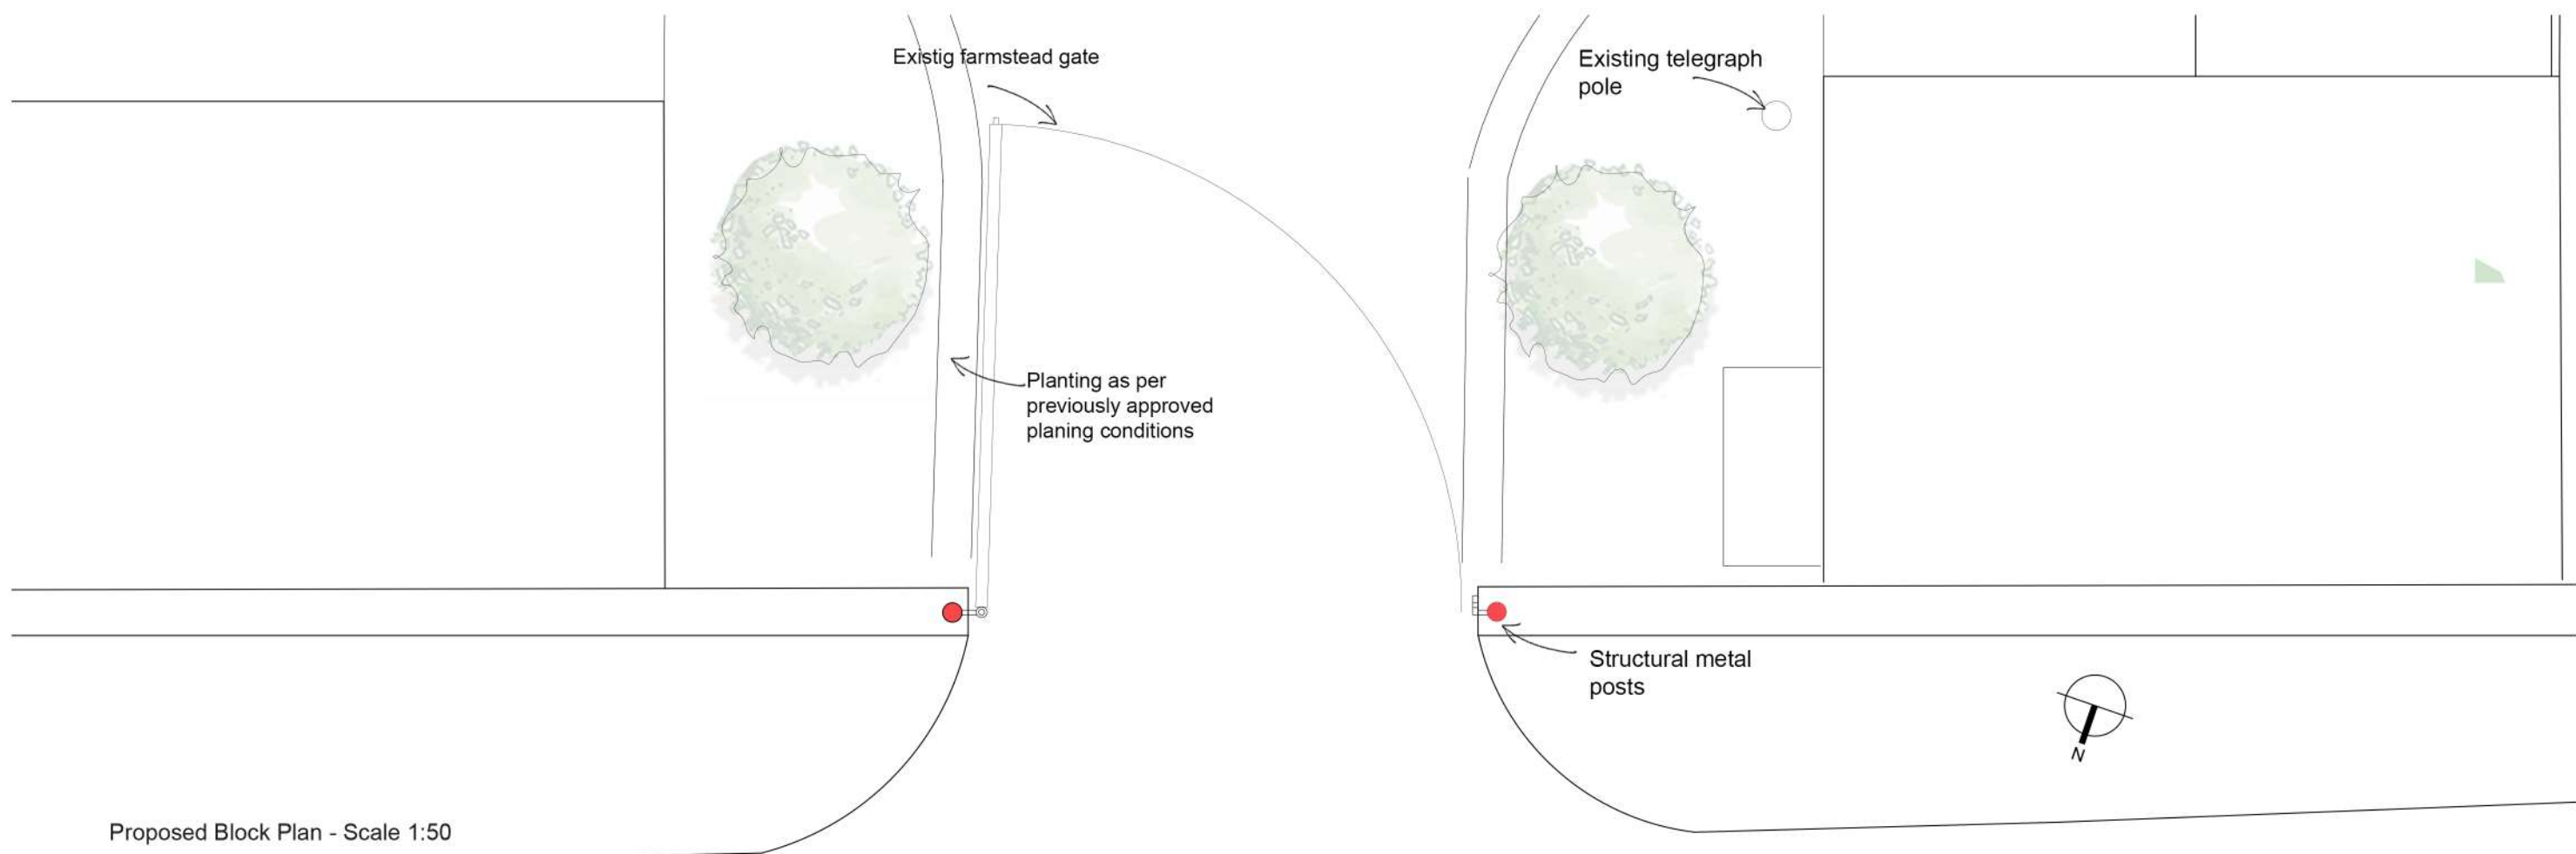 Existig farmstead gate
Existing telegraph
pole
Planting as per
previously approved
planing conditions
Structural metal
posts
N
Proposed Block Plan - Scale 1:50